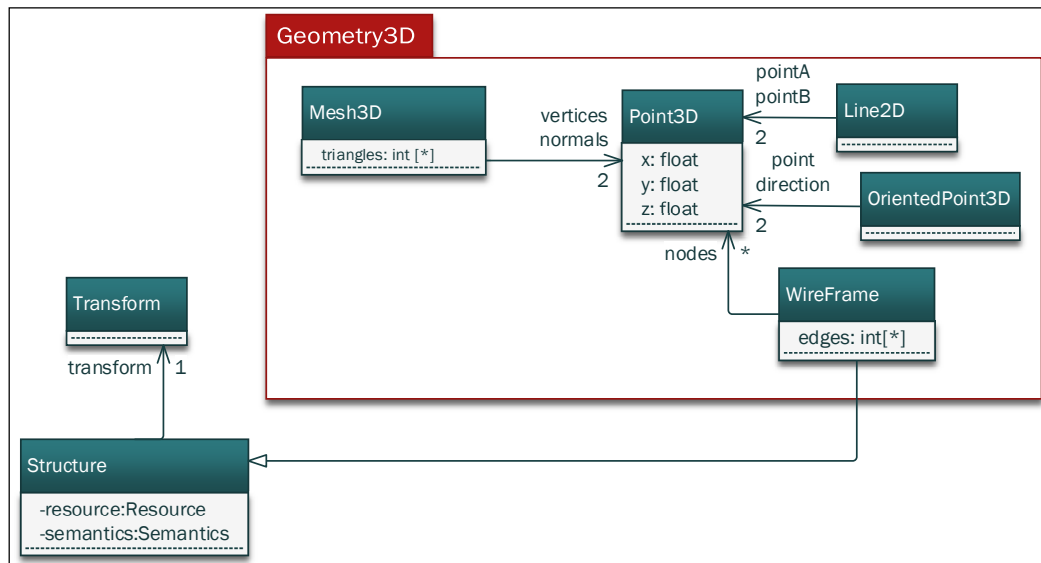 Geometry3D
Mesh3D
triangles: int [*]
vertices
normals
2
Point3D
x: float
y: float
z: float
pointA
pointB
2
Line2D
point
direction
2
OrientedPoint3D
nodes
*
WireFrame
edges: int[*]
Transform
transform
1
Structure
-resource:Resource
-semantics:Semantics